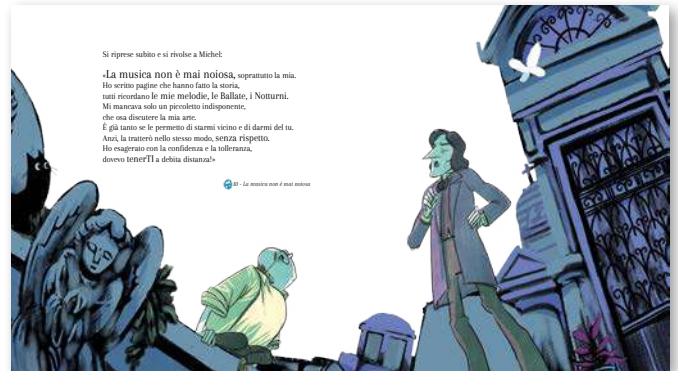 Si riprese subito e si rivolse a Michel:
«La musica non è mai noiosa, soprattutto la mia.
Ho scritto pagine che hanno fatto la storia,
tutti ricordano le mie melodie, le Ballate, i Notturni.
Mi mancava solo un piccoletto indisponente,
che osa discutere la mia arte.
È già tanto se le permetto di starmi vicino e di darmi del tu.
Anzi, la tratterò nello stesso modo, senza rispetto.
Ho esagerato con la confidenza e la tolleranza,
dovevo tenerTI a debita distanza!»
10 - La musica non è mai noiosa